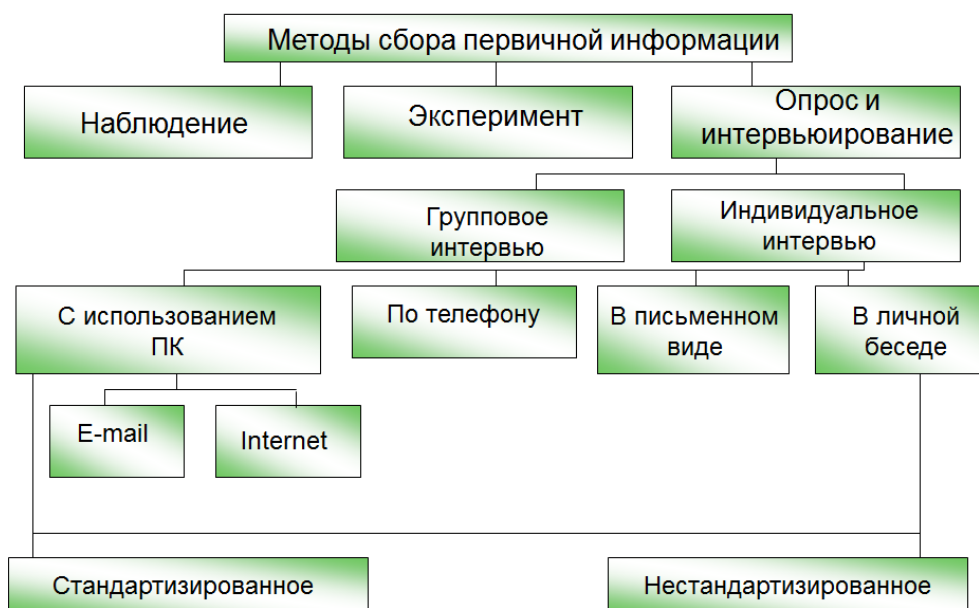 Методы сбора первичной информации
Наблюдение
Эксперимент
Опрос и
интервьюирование
Групповое
интервью
Индивидуальное
интервью
С использованием
ПК
По телефону
В письменном
виде
В личной
беседе
E-mail
Internet
Стандартизированное
Нестандартизированное